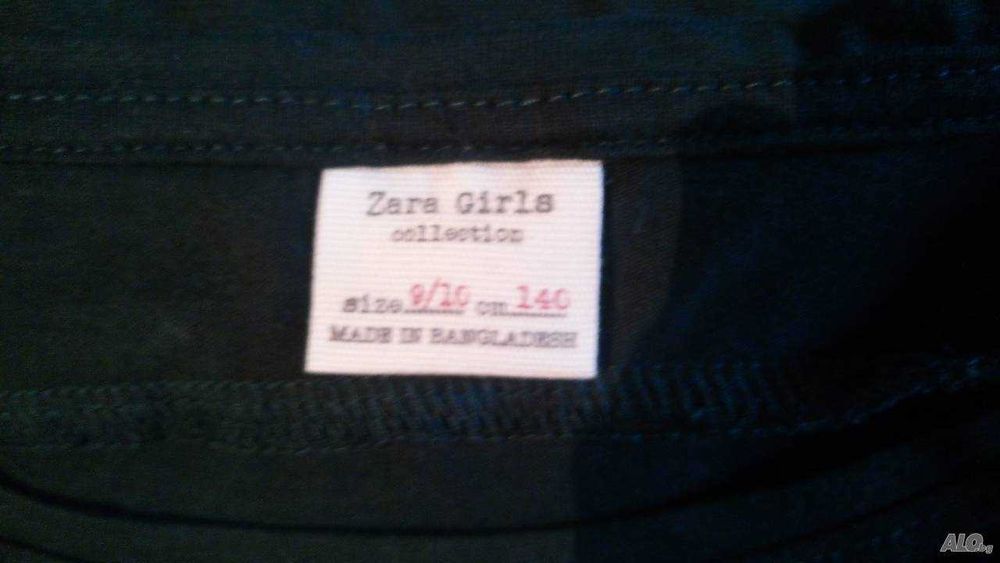 Zara Girls
collection
size 9/10 cm 140
MADE IN BANGLADESH
ALO.bg